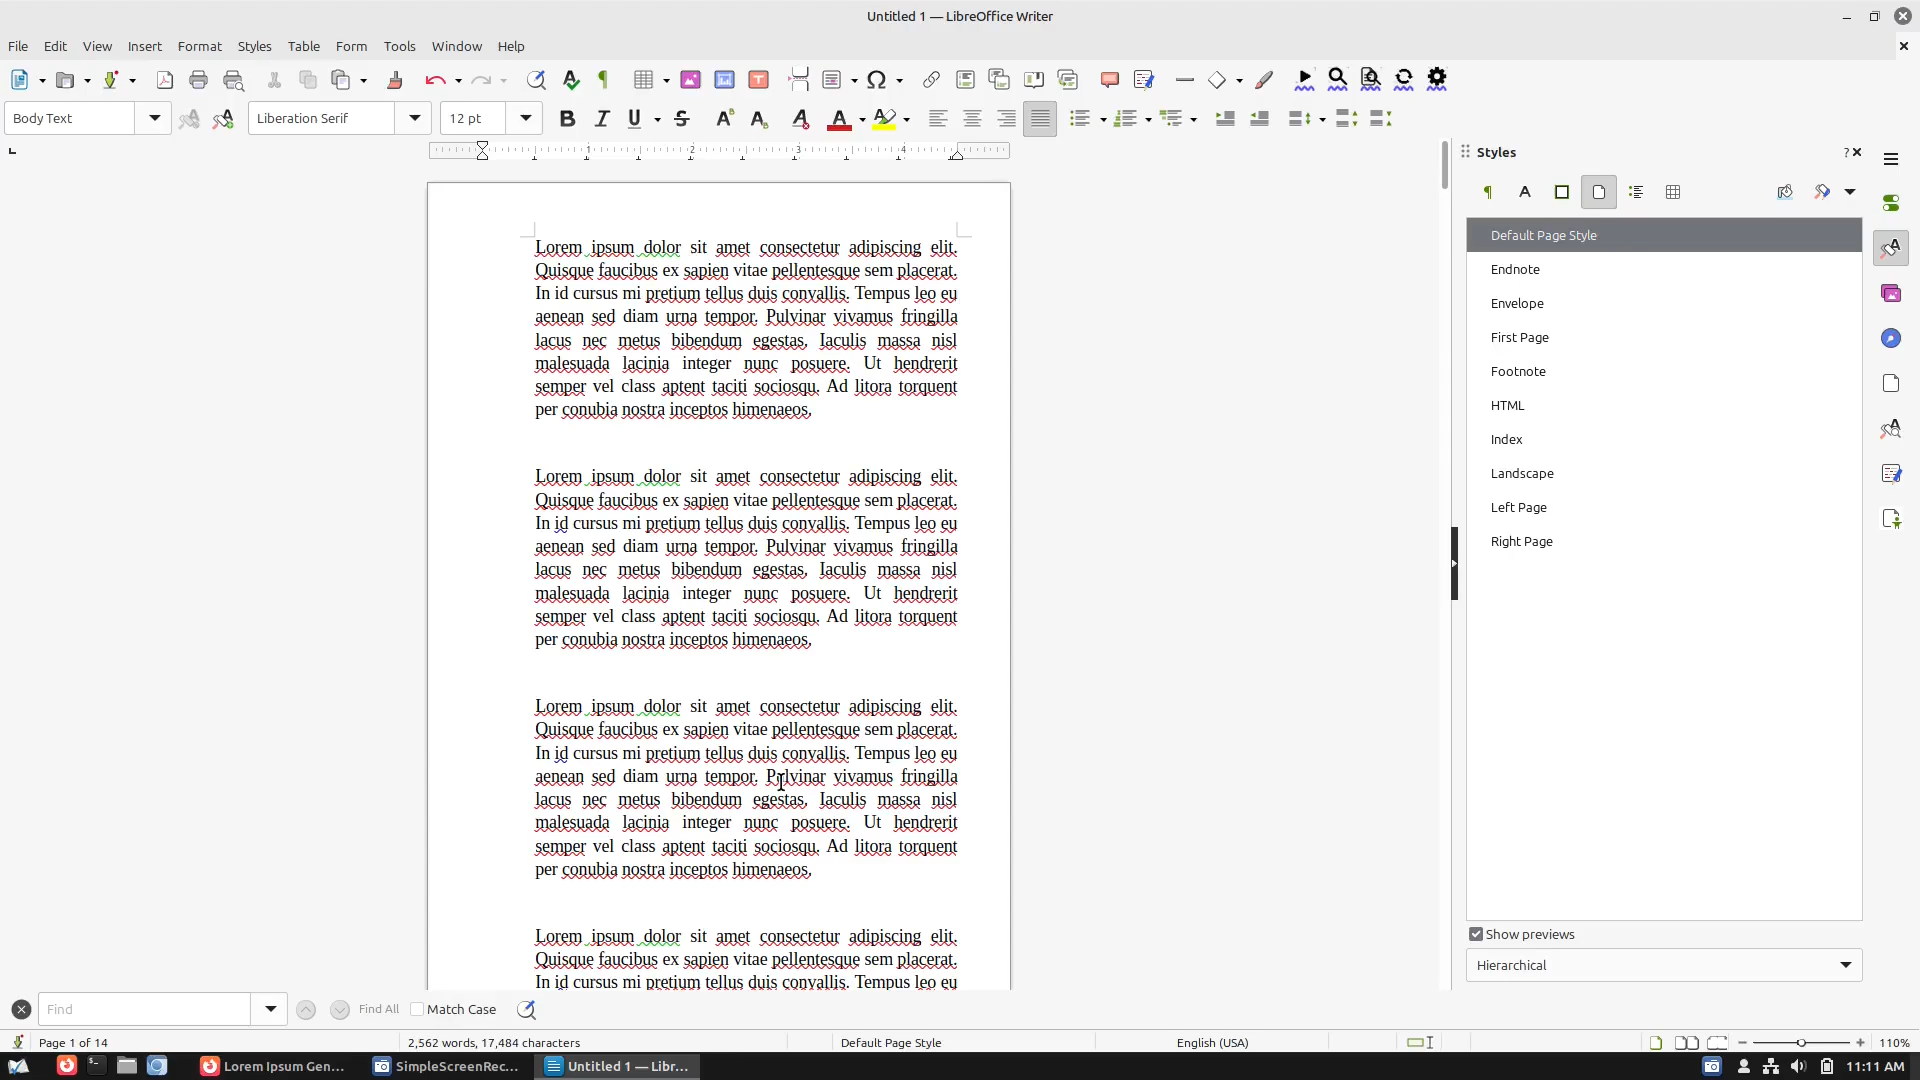 Untitled 1 — LibreOffice Writer
File Edit View Insert Format Styles Table Form Tools Window Help
Body Text Liberation Serif 12 pt
1 2 3 4
Styles
Default Page Style
Endnote
Envelope
First Page
Footnote
HTML
Index
Landscape
Left Page
Right Page
Show previews
Hierarchical
Lorem ipsum dolor sit amet consectetur adipiscing elit.
Quisque faucibus ex sapien vitae pellentesque sem placerat.
In id cursus mi pretium tellus duis convallis. Tempus leo eu
aenean sed diam urna tempor. Pulvinar vivamus fringilla
lacus nec metus bibendum egestas. Iaculis massa nisl
malesuada lacinia integer nunc posuere. Ut hendrerit
semper vel class aptent taciti sociosqu. Ad litora torquent
per conubia nostra inceptos himenaeos.
Lorem ipsum dolor sit amet consectetur adipiscing elit.
Quisque faucibus ex sapien vitae pellentesque sem placerat.
In id cursus mi pretium tellus duis convallis. Tempus leo eu
aenean sed diam urna tempor. Pulvinar vivamus fringilla
lacus nec metus bibendum egestas. Iaculis massa nisl
malesuada lacinia integer nunc posuere. Ut hendrerit
semper vel class aptent taciti sociosqu. Ad litora torquent
per conubia nostra inceptos himenaeos.
Lorem ipsum dolor sit amet consectetur adipiscing elit.
Quisque faucibus ex sapien vitae pellentesque sem placerat.
In id cursus mi pretium tellus duis convallis. Tempus leo eu
aenean sed diam urna tempor. Pulvinar vivamus fringilla
lacus nec metus bibendum egestas. Iaculis massa nisl
malesuada lacinia integer nunc posuere. Ut hendrerit
semper vel class aptent taciti sociosqu. Ad litora torquent
per conubia nostra inceptos himenaeos.
Lorem ipsum dolor sit amet consectetur adipiscing elit.
Quisque faucibus ex sapien vitae pellentesque sem placerat.
In id cursus mi pretium tellus duis convallis. Tempus leo eu
Find Find All Match Case
Page 1 of 14 2,562 words, 17,484 characters Default Page Style English (USA) 110%
Lorem Ipsum Gen... SimpleScreenRec... Untitled 1 — Libr... 11:11 AM